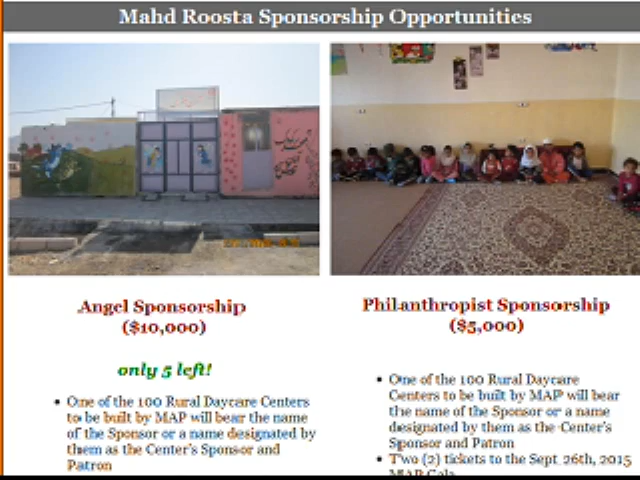 Mahd Roosta Sponsorship Opportunities
Angel Sponsorship
($10,000)
only 5 left!
• One of the 100 Rural Daycare Centers
to be built by MAP will bear the name
of the Sponsor or a name designated by
them as the Center's Sponsor and
Patron
Philanthropist Sponsorship
($5,000)
• One of the 100 Rural Daycare
Centers to be built by MAP will bear
the name of the Sponsor or a name
designated by them as the Center's
Sponsor and Patron
• Two (2) tickets to the Sept 26th, 2015
MAP Gala